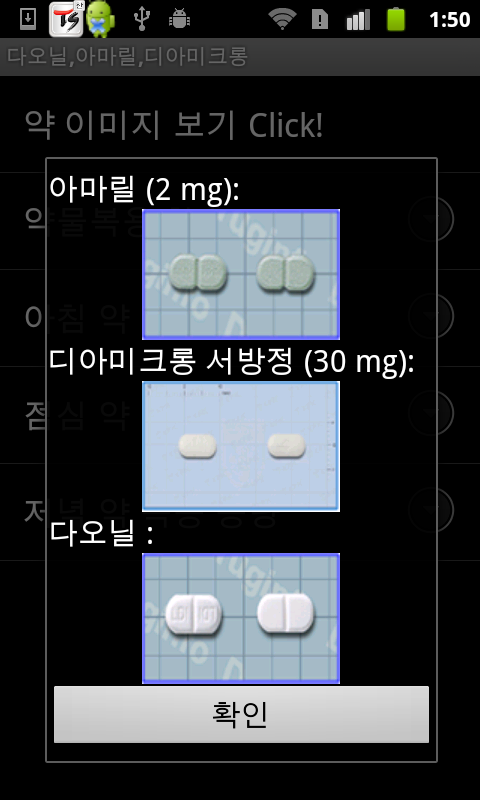 1:50
다오닐,아마릴,디아미크롱
약 이미지 보기 Click!
아마릴 (2 mg):
디아미크롱 서방정 (30 mg):
다오닐 :
확인